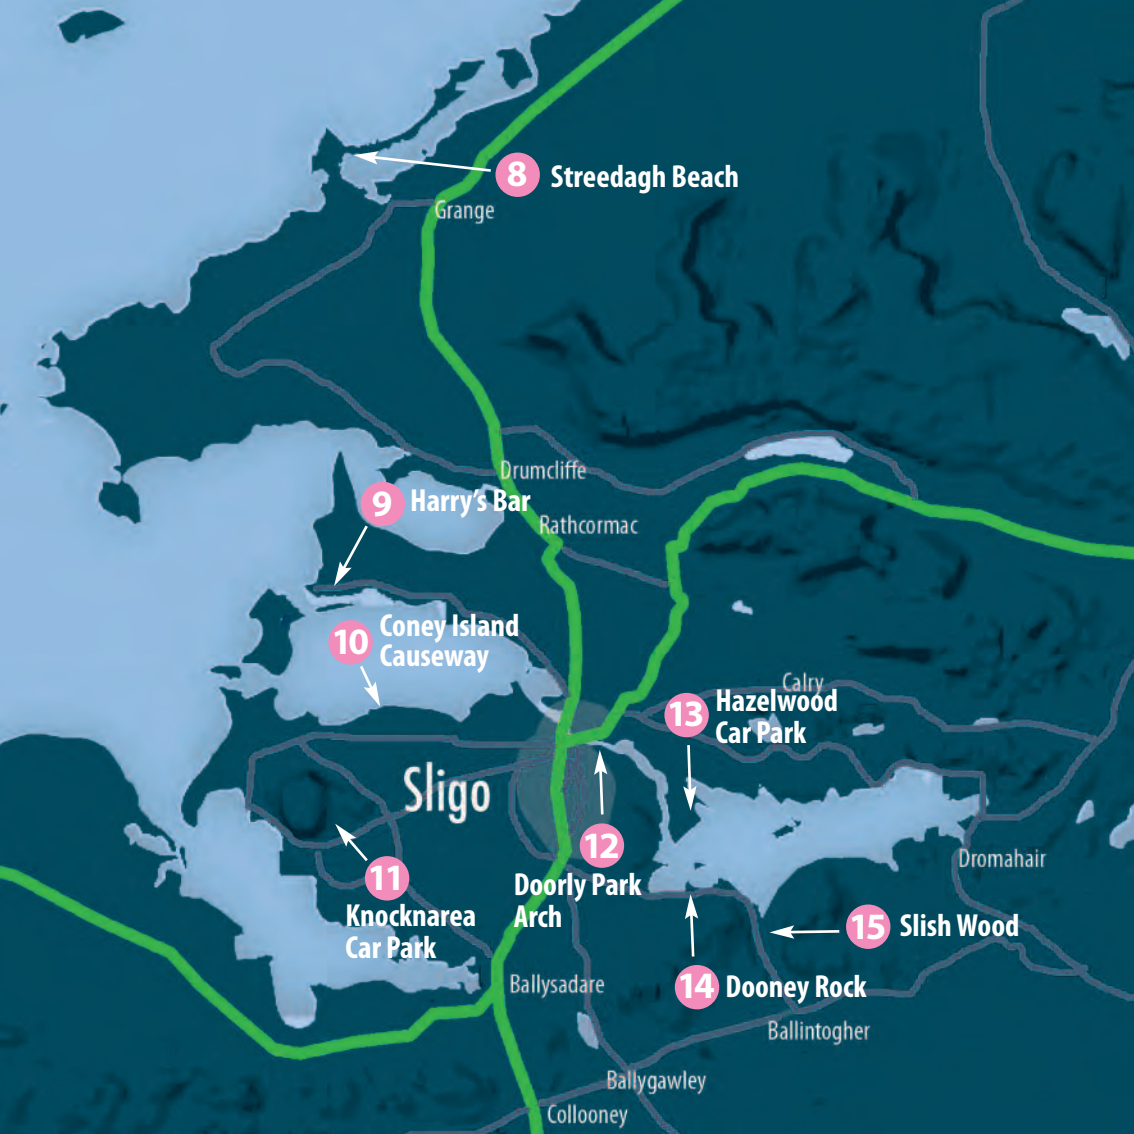 8 Streedagh Beach
Grange
Drumcliffe
9 Harry's Bar
Rathcormac
10 Coney Island
Causeway
Calry
13 Hazelwood
Car Park
Sligo
12
Doorly Park
Arch
Dromahair
11
Knocknarea
Car Park
15 Slish Wood
Ballysadare
14 Dooney Rock
Ballintogher
Ballygawley
Collooney